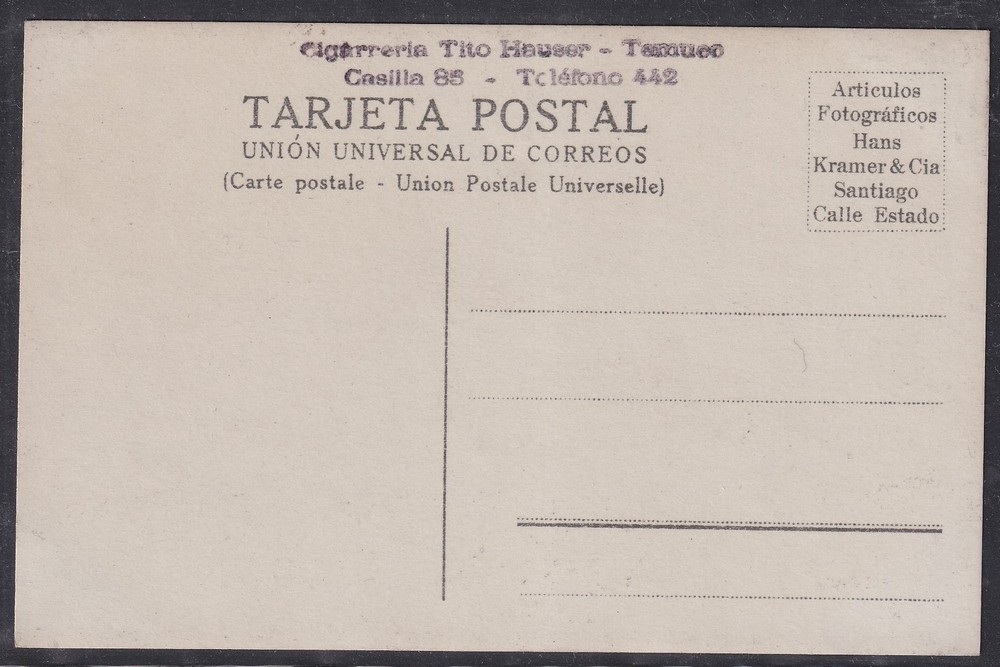 Cigarreria Tito Hauser - Temuco
Casilla 85 - Teléfono 442
TARJETA POSTAL
UNIÓN UNIVERSAL DE CORREOS
(Carte postale - Union Postale Universelle)
Articulos
Fotográficos
Hans
Kramer & Cia
Santiago
Calle Estado